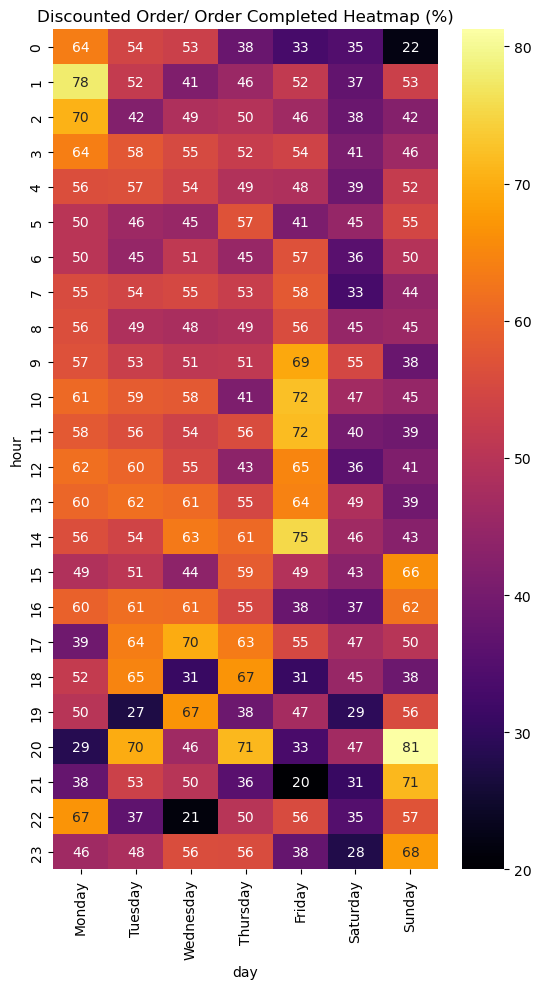 Discounted Order/ Order Completed Heatmap (%)
0 64 54 53 38 33 35 22
1 78 52 41 46 52 37 53
2 70 42 49 50 46 38 42
3 64 58 55 52 54 41 46
4 56 57 54 49 48 39 52
5 50 46 45 57 41 45 55
6 50 45 51 45 57 36 50
7 55 54 55 53 58 33 44
8 56 49 48 49 56 45 45
9 57 53 51 51 69 55 38
10 61 59 58 41 72 47 45
11 58 56 54 56 72 40 39
12 62 60 55 43 65 36 41
13 60 62 61 55 64 49 39
14 56 54 63 61 75 46 43
15 49 51 44 59 49 43 66
16 60 61 61 55 38 37 62
17 39 64 70 63 55 47 50
18 52 65 31 67 31 45 38
19 50 27 67 38 47 29 56
20 29 70 46 71 33 47 81
21 38 53 50 36 20 31 71
22 67 37 21 50 56 35 57
23 46 48 56 56 38 28 68
hour
Monday Tuesday Wednesday Thursday Friday Saturday Sunday
day
80
70
60
50
40
30
20